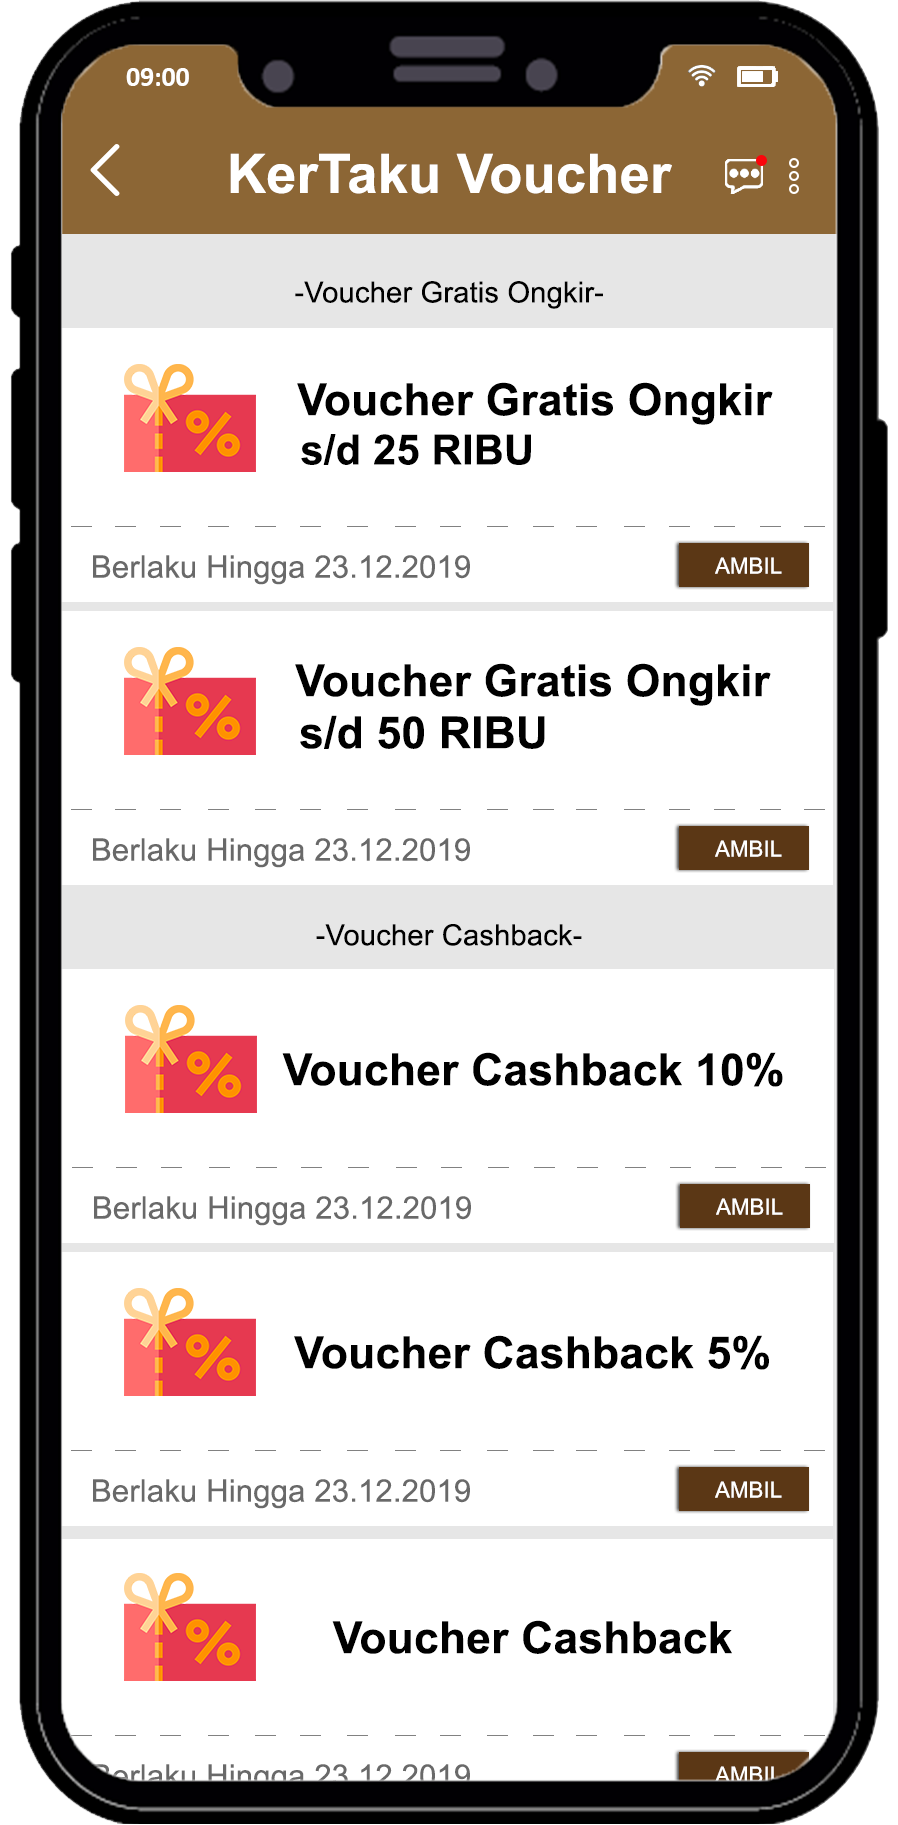 09:00
KerTaku Voucher
-Voucher Gratis Ongkir-
Voucher Gratis Ongkir
s/d 25 RIBU
Berlaku Hingga 23.12.2019
AMBIL
Voucher Gratis Ongkir
s/d 50 RIBU
Berlaku Hingga 23.12.2019
AMBIL
-Voucher Cashback-
Voucher Cashback 10%
Berlaku Hingga 23.12.2019
AMBIL
Voucher Cashback 5%
Berlaku Hingga 23.12.2019
AMBIL
Voucher Cashback
Berlaku Hingga 23.12.2019
AMBIL